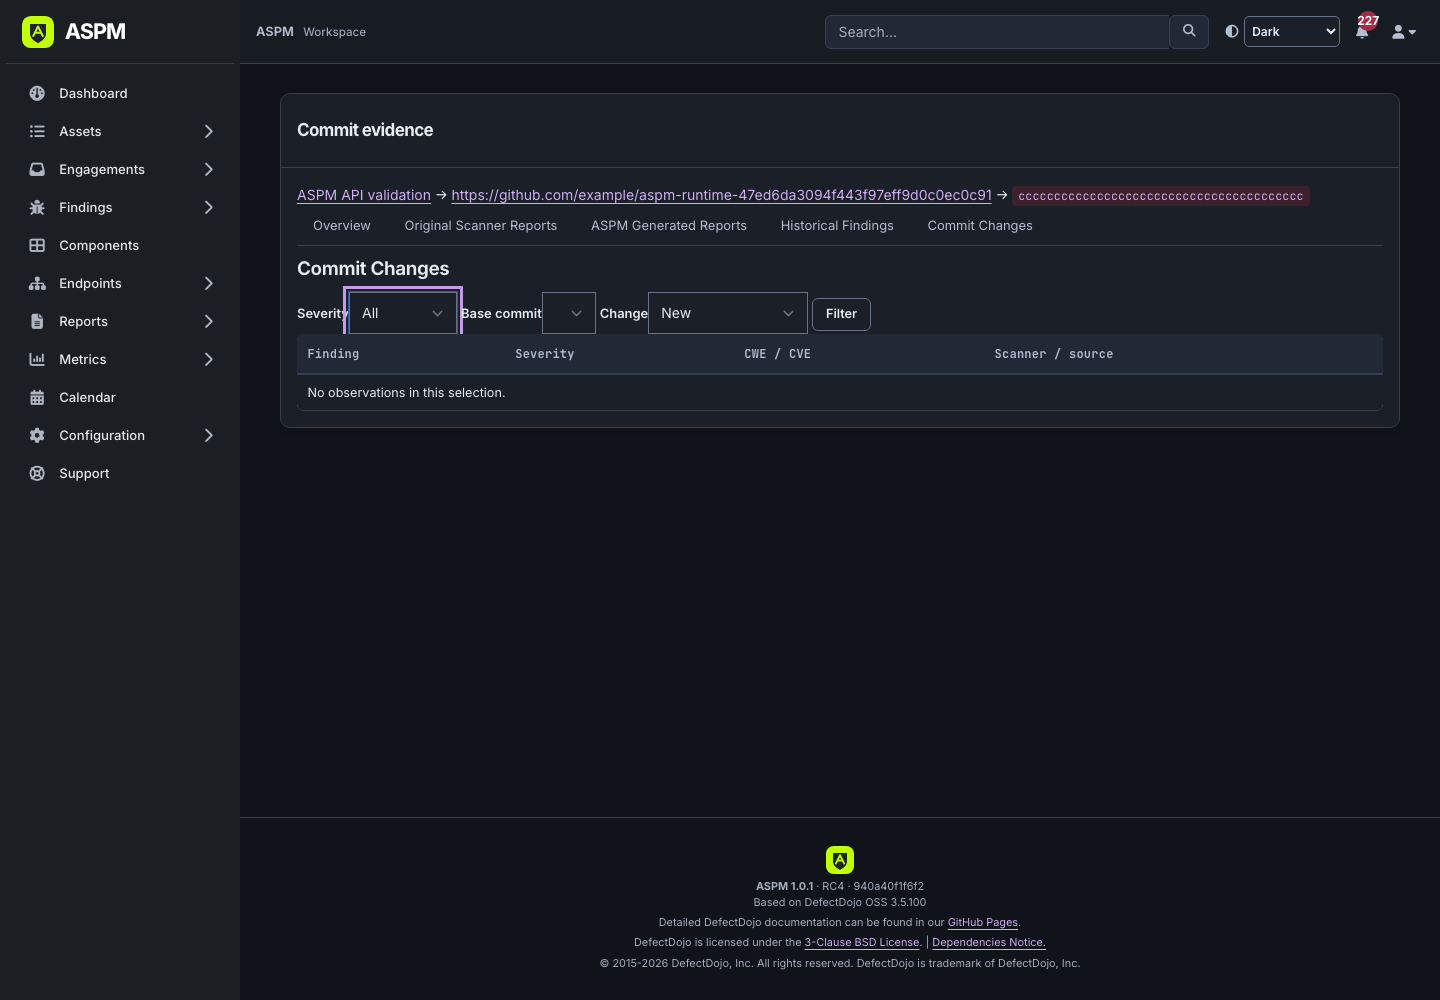 ASPM
ASPM Workspace
Search...
Dark
227
Dashboard
Assets
Engagements
Findings
Components
Endpoints
Reports
Metrics
Calendar
Configuration
Support
Commit evidence
ASPM API validation → https://github.com/example/aspm-runtime-47ed6da3094f443f97eff9d0c0ec0c91 → cccccccccccccccccccccccccccccccccccccccc
Overview Original Scanner Reports ASPM Generated Reports Historical Findings Commit Changes
Commit Changes
Severity All Base commit Change New Filter
Finding Severity CWE / CVE Scanner / source
No observations in this selection.
ASPM 1.0.1 · RC4 · 940a40f1f6f2
Based on DefectDojo OSS 3.5.100
Detailed DefectDojo documentation can be found in our GitHub Pages.
DefectDojo is licensed under the 3-Clause BSD License. | Dependencies Notice.
© 2015-2026 DefectDojo, Inc. All rights reserved. DefectDojo is trademark of DefectDojo, Inc.